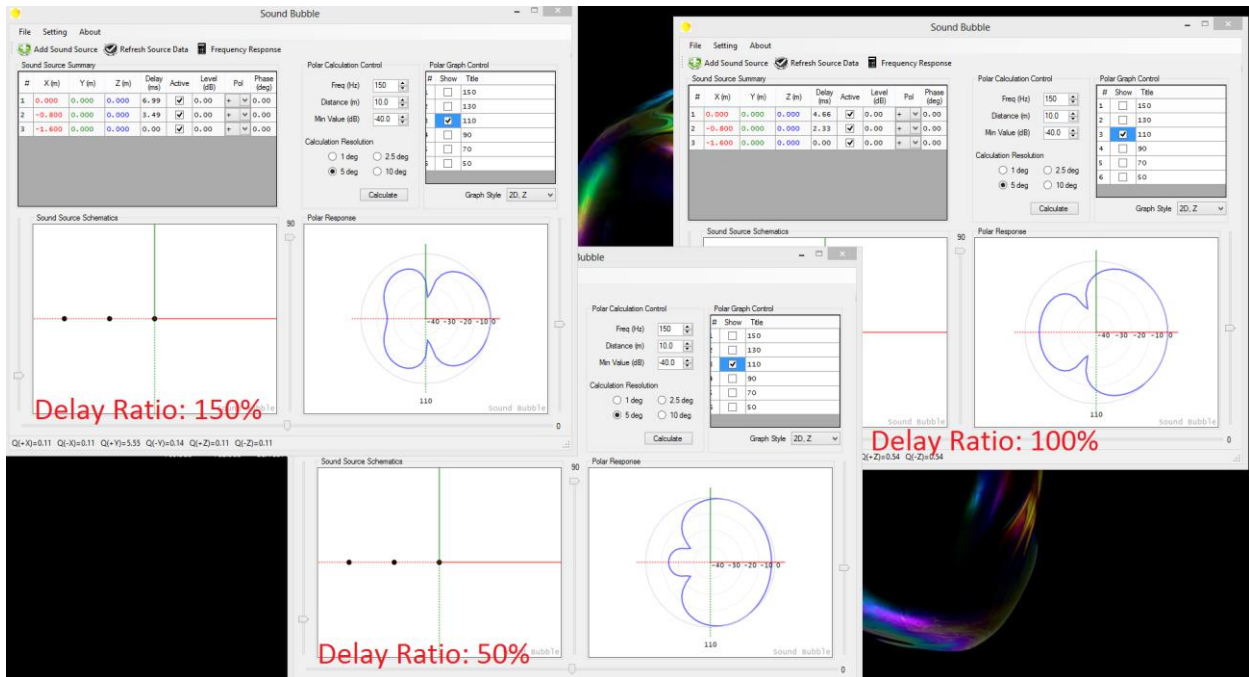 Sound Bubble
File Setting About
Add Sound Source Refresh Source Data Frequency Response
Sound Source Summary
# X (m) Y (m) Z (m) Delay (ms) Active Level (dB) Pol Phase (deg)
1 0.000 0.000 0.000 6.99 0.00 + 0.00
2 -0.800 0.000 0.000 3.49 0.00 + 0.00
3 -1.600 0.000 0.000 0.00 0.00 + 0.00
Polar Calculation Control
Freq (Hz) 150
Distance (m) 10.0
Min Value (dB) -40.0
Calculation Resolution
1 deg 2.5 deg
5 deg 10 deg
Calculate
Polar Graph Control
# Show Title
150
130
110
90
70
50
Graph Style 2D, Z
Sound Source Schematics
90
Polar Response
-40 -30 -20 -10 0
110
Sound Bubble
Delay Ratio: 150%
0
Q(+X)=0.11 Q(-X)=0.11 Q(+Y)=5.55 Q(-Y)=0.14 Q(+Z)=0.11 Q(-Z)=0.11
Sound Bubble
File Setting About
Add Sound Source Refresh Source Data Frequency Response
Sound Source Summary
# X (m) Y (m) Z (m) Delay (ms) Active Level (dB) Pol Phase (deg)
1 0.000 0.000 0.000 4.66 0.00 + 0.00
2 -0.800 0.000 0.000 2.33 0.00 + 0.00
3 -1.600 0.000 0.000 0.00 0.00 + 0.00
Polar Calculation Control
Freq (Hz) 150
Distance (m) 10.0
Min Value (dB) -40.0
Calculation Resolution
1 deg 2.5 deg
5 deg 10 deg
Calculate
Polar Graph Control
# Show Title
1 150
2 130
3 110
4 90
5 70
6 50
Graph Style 2D, Z
Sound Source Schematics
90
Polar Response
-40 -30 -20 -10 0
110
Sound Bubble
Delay Ratio: 100%
0
Q(+Z)=0.54 Q(-Z)=0.54
Bubble
Polar Calculation Control
Freq (Hz) 150
Distance (m) 10.0
Min Value (dB) -40.0
Calculation Resolution
1 deg 2.5 deg
5 deg 10 deg
Calculate
Polar Graph Control
# Show Title
150
130
110
90
70
50
Graph Style 2D, Z
Sound Source Schematics
90
Polar Response
-40 -30 -20 -10 0
110
Sound Bubble
Delay Ratio: 50%
0